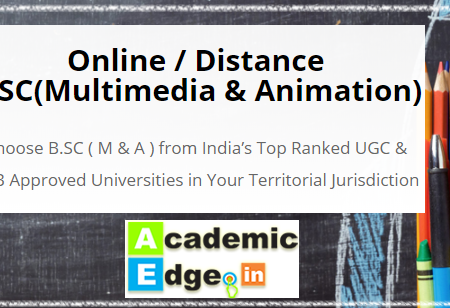 Online / Distance
SC(Multimedia & Animation)
hoose B.SC ( M & A ) from India's Top Ranked UGC &
Approved Universities in Your Territorial Jurisdiction
Academic
Edge.in